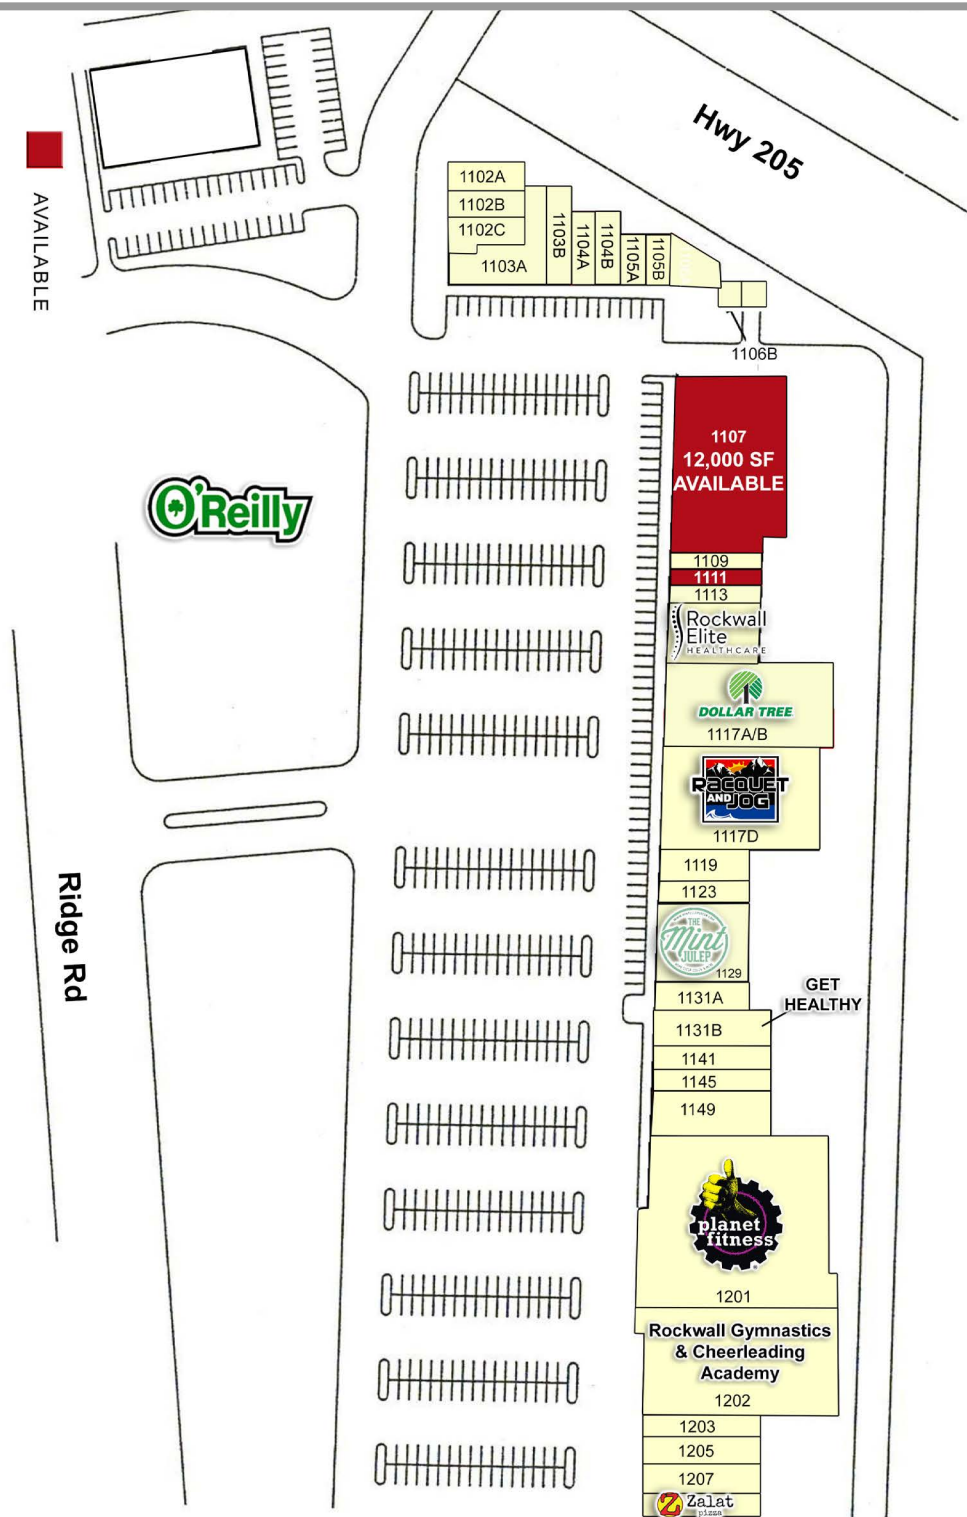 Hwy 205
AVAILABLE
1102A
1102B
1102C
1103A
1103B
1104A
1104B
1105A
1105B
1106B
1107
12,000 SF
AVAILABLE
1109
1111
1113
O'Reilly
Rockwall
Elite
HEALTHCARE
DOLLAR TREE
1117A/B
RACQUET
AND JOG
1117D
1119
1123
THE
Mint
JULEP
1129
Ridge Rd
GET
HEALTHY
1131A
1131B
1141
1145
1149
planet
fitness
1201
Rockwall Gymnastics
& Cheerleading
Academy
1202
1203
1205
1207
Z Zalat
pizza